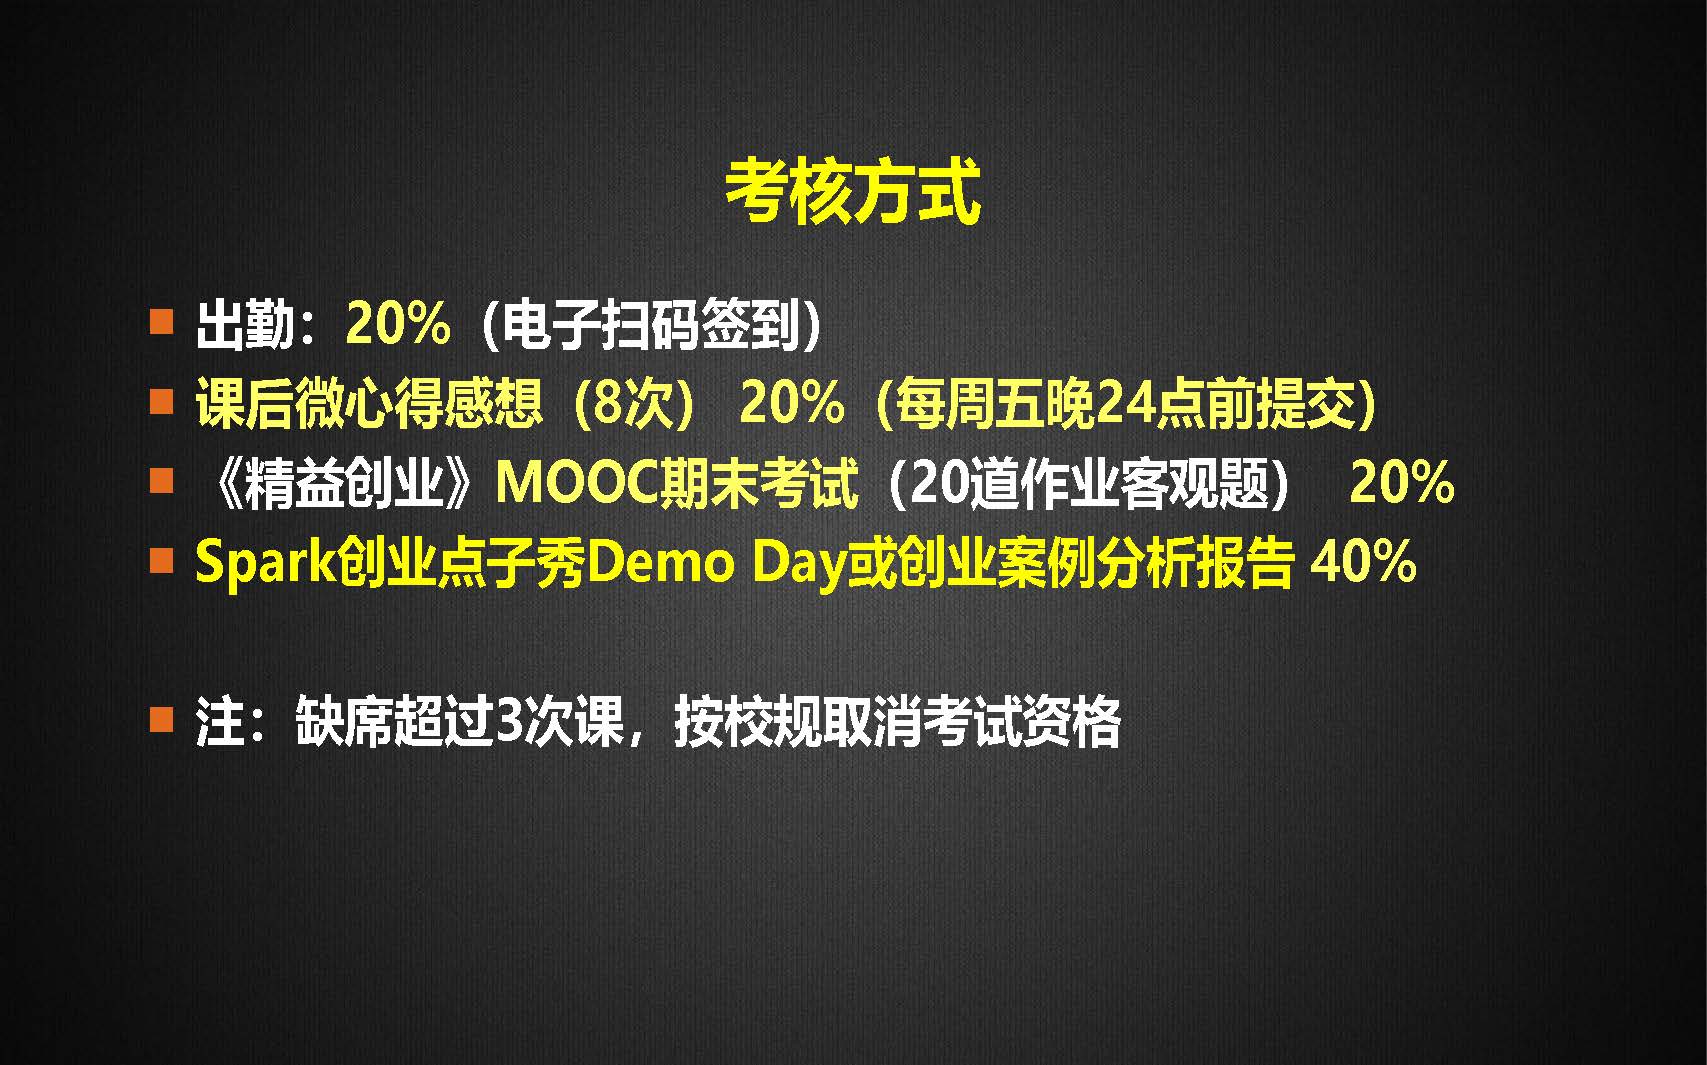 考核方式
出勤：20%（电子扫码签到）
课后微心得感想（8次） 20%（每周五晚24点前提交）
《精益创业》MOOC期末考试（20道作业客观题） 20%
Spark创业点子秀Demo Day或创业案例分析报告 40%
注：缺席超过3次课，按校规取消考试资格